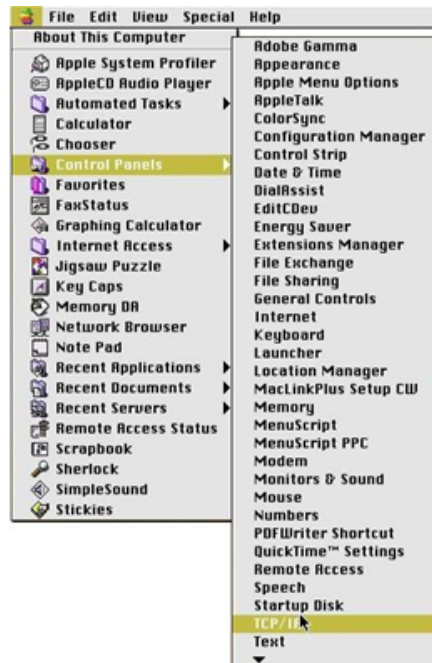 File Edit View Special Help
About This Computer
Apple System Profiler
AppleCD Audio Player
Automated Tasks
Calculator
Chooser
Control Panels
Favorites
FaxStatus
Graphing Calculator
Internet Access
Jigsaw Puzzle
Key Caps
Memory DA
Network Browser
Note Pad
Recent Applications
Recent Documents
Recent Servers
Remote Access Status
Scrapbook
Sherlock
SimpleSound
Stickies
Adobe Gamma
Appearance
Apple Menu Options
AppleTalk
ColorSync
Configuration Manager
Control Strip
Date & Time
DialAssist
EditCDev
Energy Saver
Extensions Manager
File Exchange
File Sharing
General Controls
Internet
Keyboard
Launcher
Location Manager
MacLinkPlus Setup CW
Memory
MenuScript
MenuScript PPC
Modem
Monitors & Sound
Mouse
Numbers
PDFWriter Shortcut
QuickTime™ Settings
Remote Access
Speech
Startup Disk
TCP/IP
Text